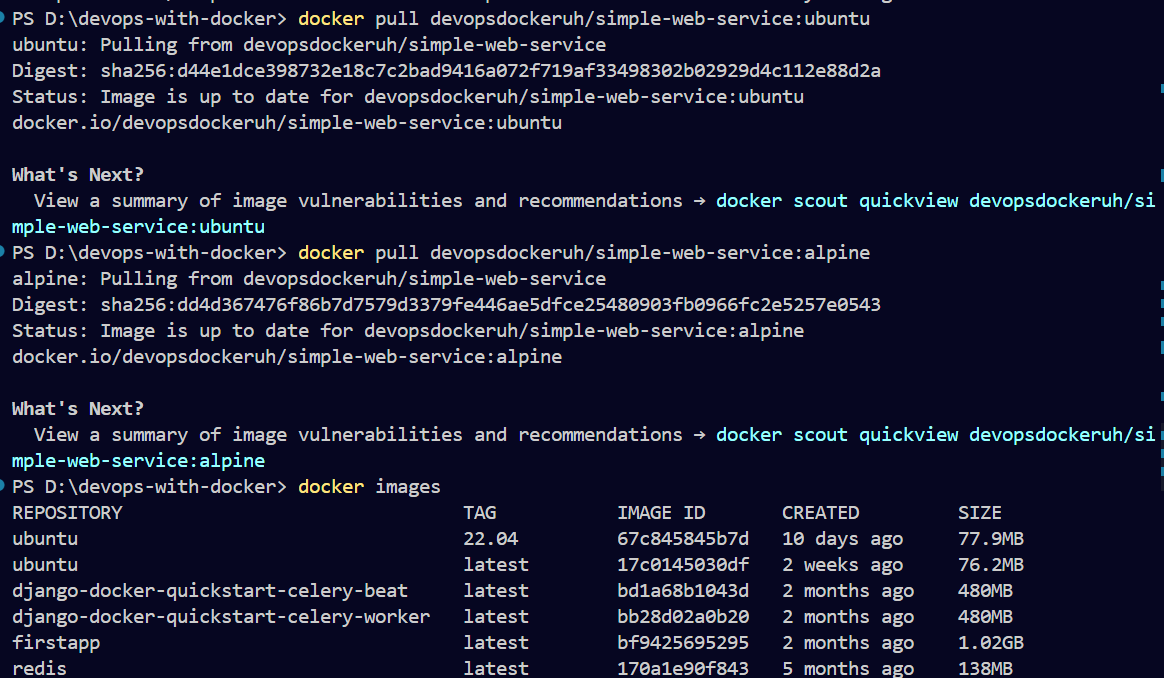 PS D:\devops-with-docker> docker pull devopsdockeruh/simple-web-service:ubuntu
ubuntu: Pulling from devopsdockeruh/simple-web-service
Digest: sha256:d44e1dce398732e18c7c2bad9416a072f719af33498302b02929d4c112e88d2a
Status: Image is up to date for devopsdockeruh/simple-web-service:ubuntu
docker.io/devopsdockeruh/simple-web-service:ubuntu
What's Next?
  View a summary of image vulnerabilities and recommendations → docker scout quickview devopsdockeruh/si
mple-web-service:ubuntu
PS D:\devops-with-docker> docker pull devopsdockeruh/simple-web-service:alpine
alpine: Pulling from devopsdockeruh/simple-web-service
Digest: sha256:dd4d367476f86b7d7579d3379fe446ae5dfce25480903fb0966fc2e5257e0543
Status: Image is up to date for devopsdockeruh/simple-web-service:alpine
docker.io/devopsdockeruh/simple-web-service:alpine
What's Next?
  View a summary of image vulnerabilities and recommendations → docker scout quickview devopsdockeruh/si
mple-web-service:alpine
PS D:\devops-with-docker> docker images
REPOSITORY                               TAG           IMAGE ID       CREATED         SIZE
ubuntu                                   22.04         67c845845b7d   10 days ago     77.9MB
ubuntu                                   latest        17c0145030df   2 weeks ago     76.2MB
django-docker-quickstart-celery-beat     latest        bd1a68b1043d   2 months ago    480MB
django-docker-quickstart-celery-worker   latest        bb28d02a0b20   2 months ago    480MB
firstapp                                 latest        bf9425695295   2 months ago    1.02GB
redis                                    latest        170a1e90f843   5 months ago    138MB